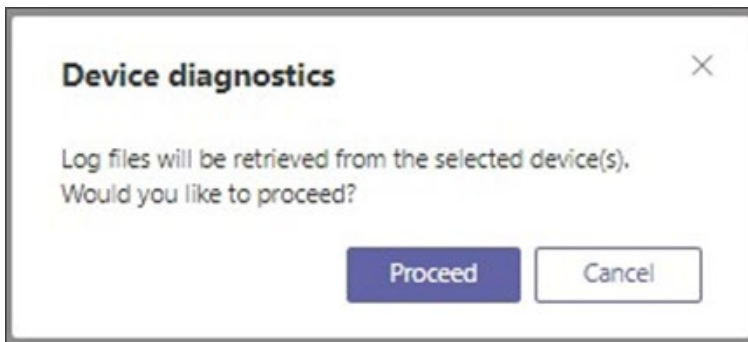 Device diagnostics
Log files will be retrieved from the selected device(s).
Would you like to proceed?
Proceed
Cancel